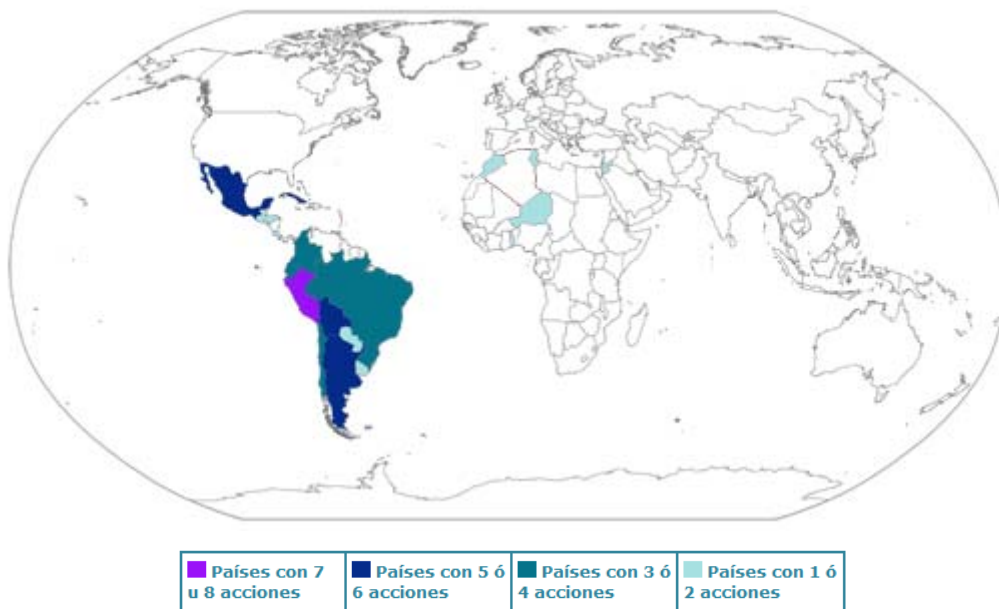 Países con 7
u 8 acciones
Países con 5 ó
6 acciones
Países con 3 ó
4 acciones
Países con 1 ó
2 acciones